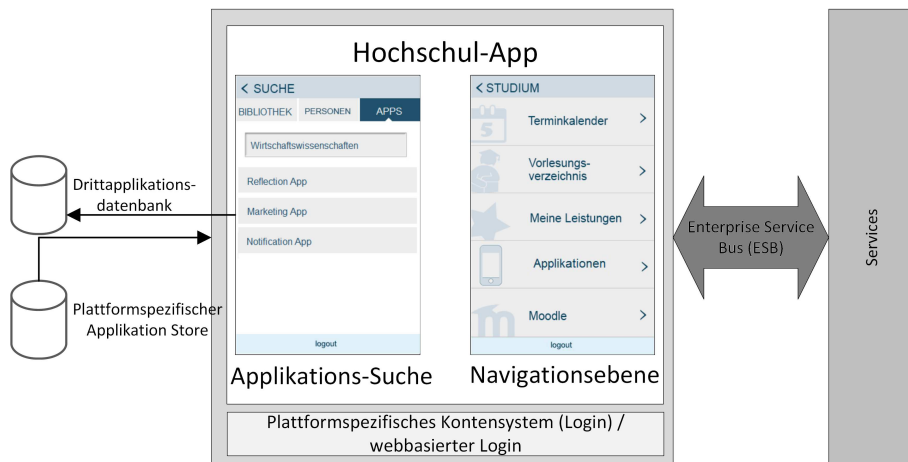 Hochschul-App
< SUCHE
BIBLIOTHEK PERSONEN APPS
Wirtschaftswissenschaften
Reflection App
Marketing App
Notification App
logout
Applikations-Suche
< STUDIUM
5
Terminkalender >
Vorlesungs-
verzeichnis >
Meine Leistungen >
Applikationen >
m
Moodle >
logout
Navigationsebene
Drittapplikations-
datenbank
Plattformspezifischer
Applikation Store
Enterprise Service
Bus (ESB)
Services
Plattformspezifisches Kontensystem (Login) /
webbasierter Login